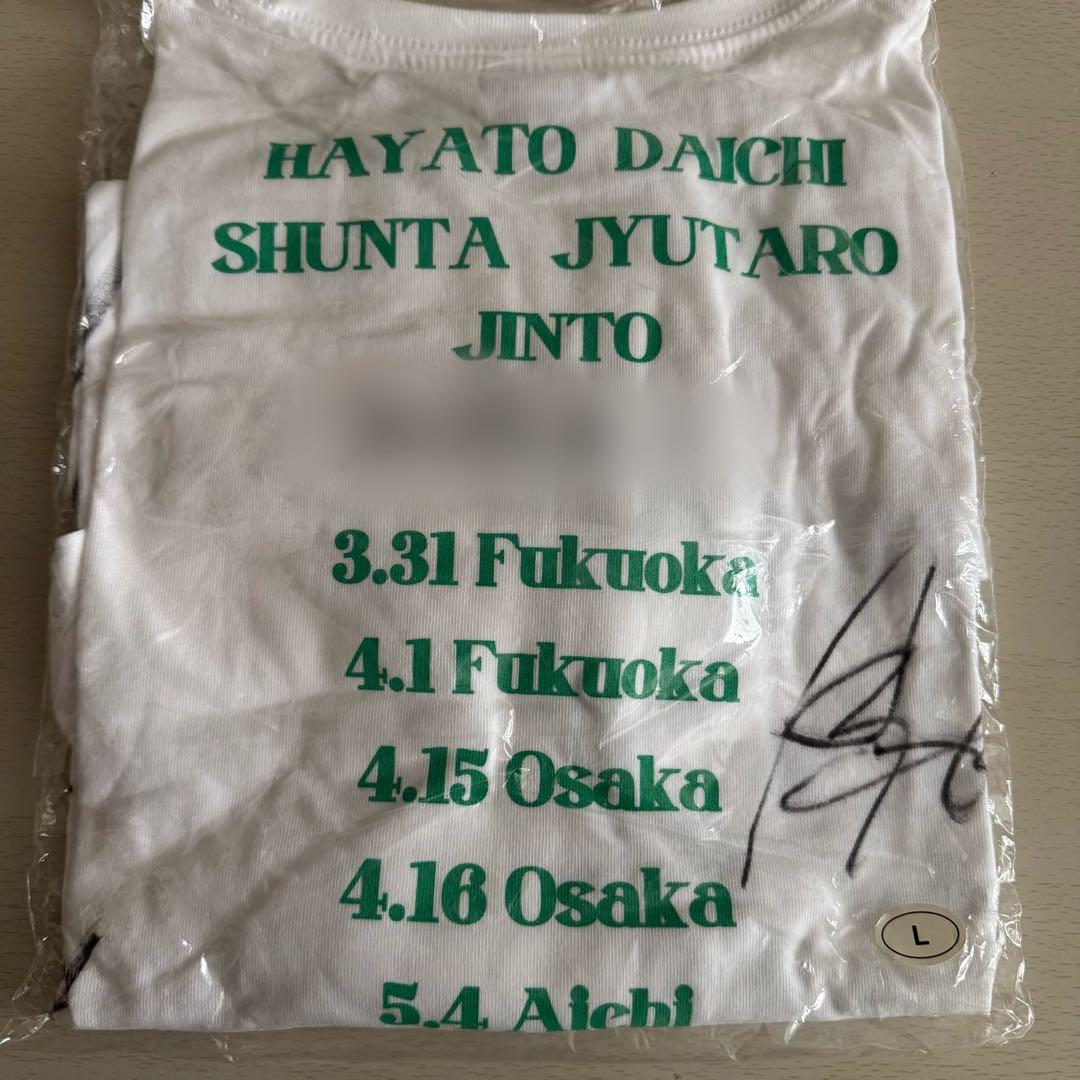 HAYATO DAICHI
SHUNTA JYUTARO
JINTO
3.31 Fukuoka
4.1 Fukuoka
4.15 Osaka
4.16 Osaka
5.4 Aichi
L